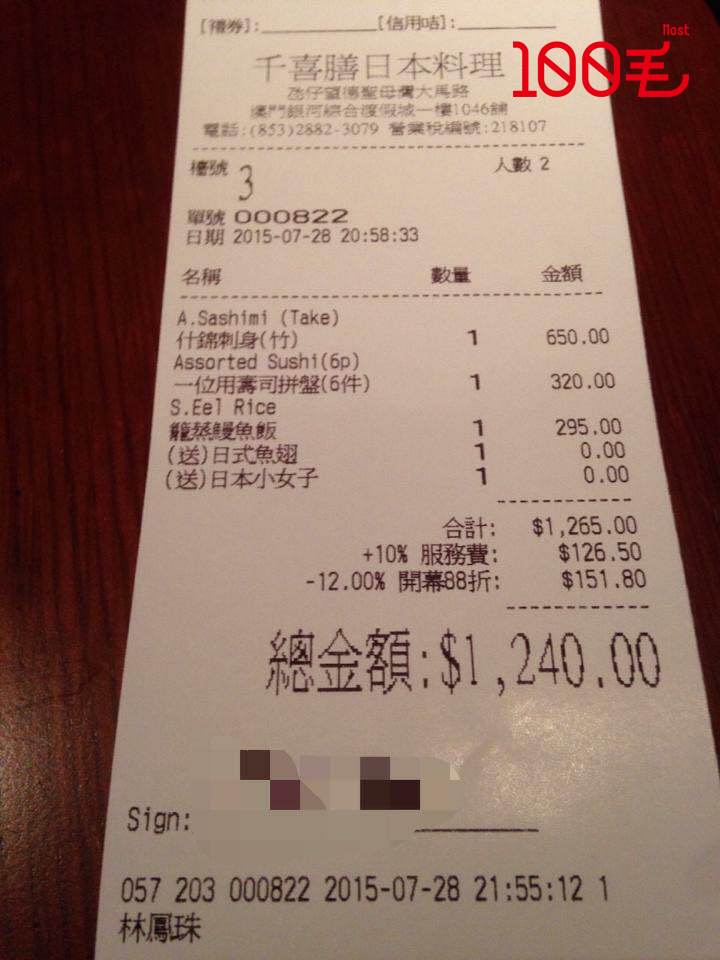 [禮券]:____________[信用咭]:__________
Most
100毛
千喜膳日本料理
氹仔望德聖母灣大馬路
澳門銀河綜合渡假城一樓1046舖
電話:(853)2882-3079 營業稅編號:218107
檯號 3 人數 2
單號 000822
日期 2015-07-28 20:58:33
名稱 數量 金額
A.Sashimi (Take)
什錦刺身(竹) 1 650.00
Assorted Sushi(6p)
一位用壽司拼盤(6件) 1 320.00
S.Eel Rice
籠蒸鰻魚飯 1 295.00
(送)日式魚翅 1 0.00
(送)日本小女子 1 0.00
合計: $1,265.00
+10% 服務費: $126.50
-12.00% 開幕88折: $151.80
總金額:$1,240.00
Sign:
057 203 000822 2015-07-28 21:55:12 1
林鳳珠